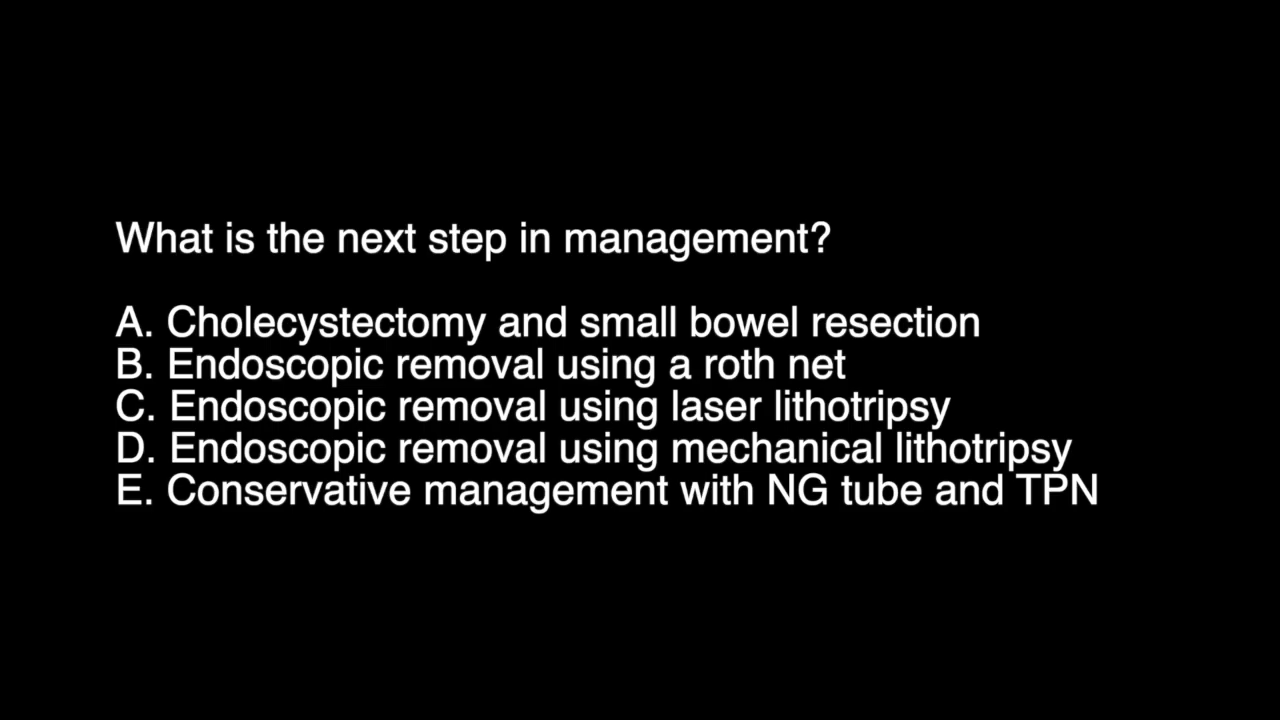 What is the next step in management?
A. Cholecystectomy and small bowel resection
B. Endoscopic removal using a roth net
C. Endoscopic removal using laser lithotripsy
D. Endoscopic removal using mechanical lithotripsy
E. Conservative management with NG tube and TPN